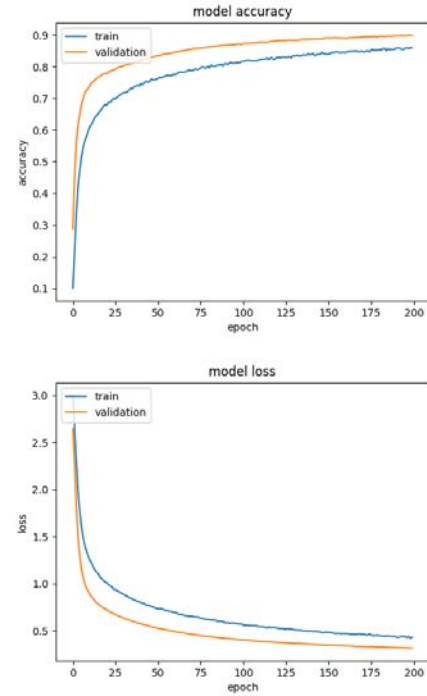 model accuracy
train
validation
0.9
0.8
0.7
0.6
0.5
0.4
0.3
0.2
0.1
accuracy
0 25 50 75 100 125 150 175 200
epoch
model loss
train
validation
3.0
2.5
2.0
1.5
1.0
0.5
loss
0 25 50 75 100 125 150 175 200
epoch